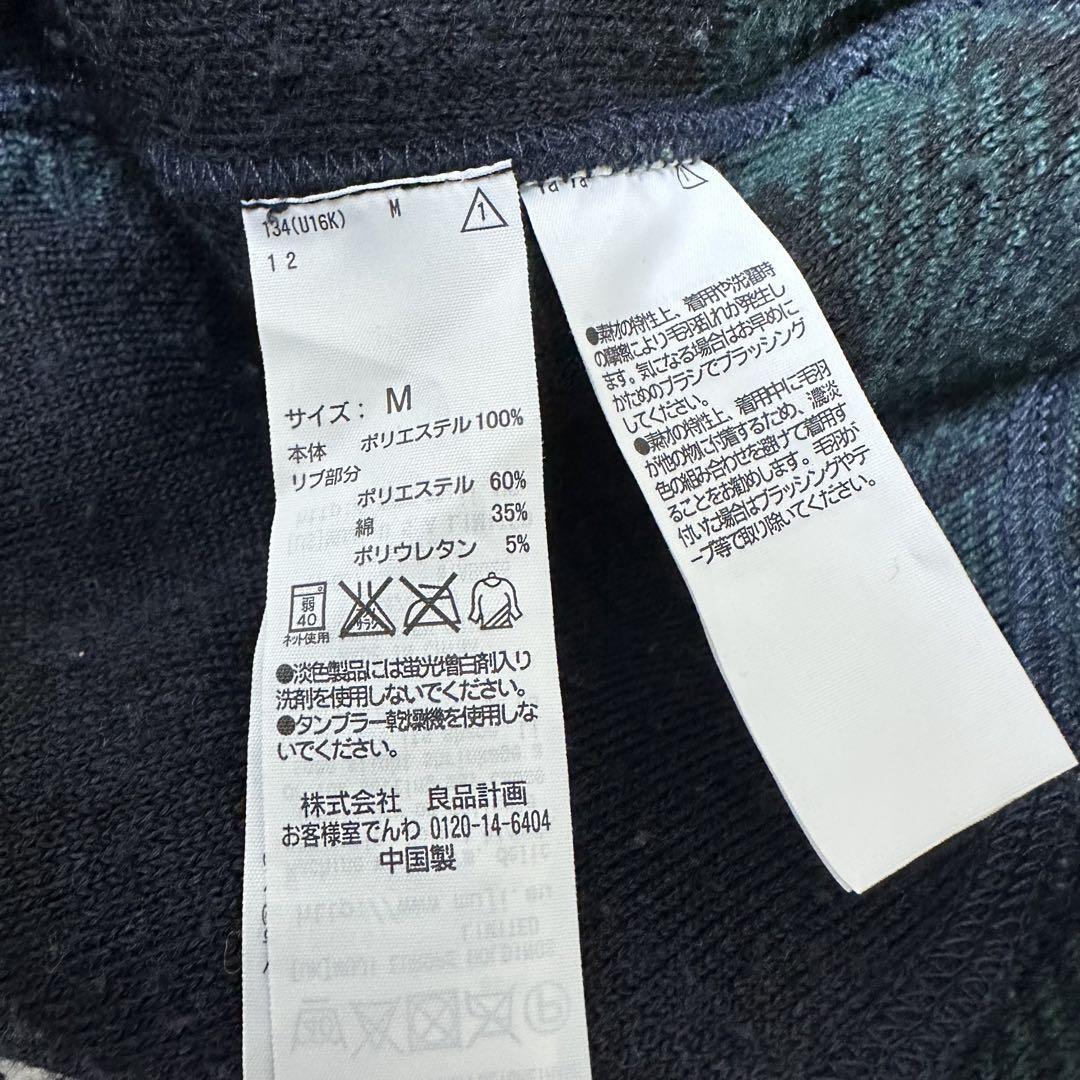 134(U16K) M 1
12
サイズ: M
本体 ポリエステル100%
リブ部分
ポリエステル 60%
綿 35%
ポリウレタン 5%
弱
40
ネット使用
●淡色製品には蛍光増白剤入り
洗剤を使用しないでください。
●タンブラー乾燥機を使用しな
いでください。
株式会社 良品計画
お客様室でんわ 0120-14-6404
中国製
●素材の特性上、着用や洗濯時
の摩擦により毛羽乱れが発生し
ます。気になる場合はお早めに
かためのブラシでブラッシング
してください。
●素材の特性上、着用中に毛羽
が他の物に付着するため、濃淡
色の組み合わせを避けて着用す
ることをお勧めします。毛羽が
付いた場合はブラッシングやテ
ープ等で取り除いてください。